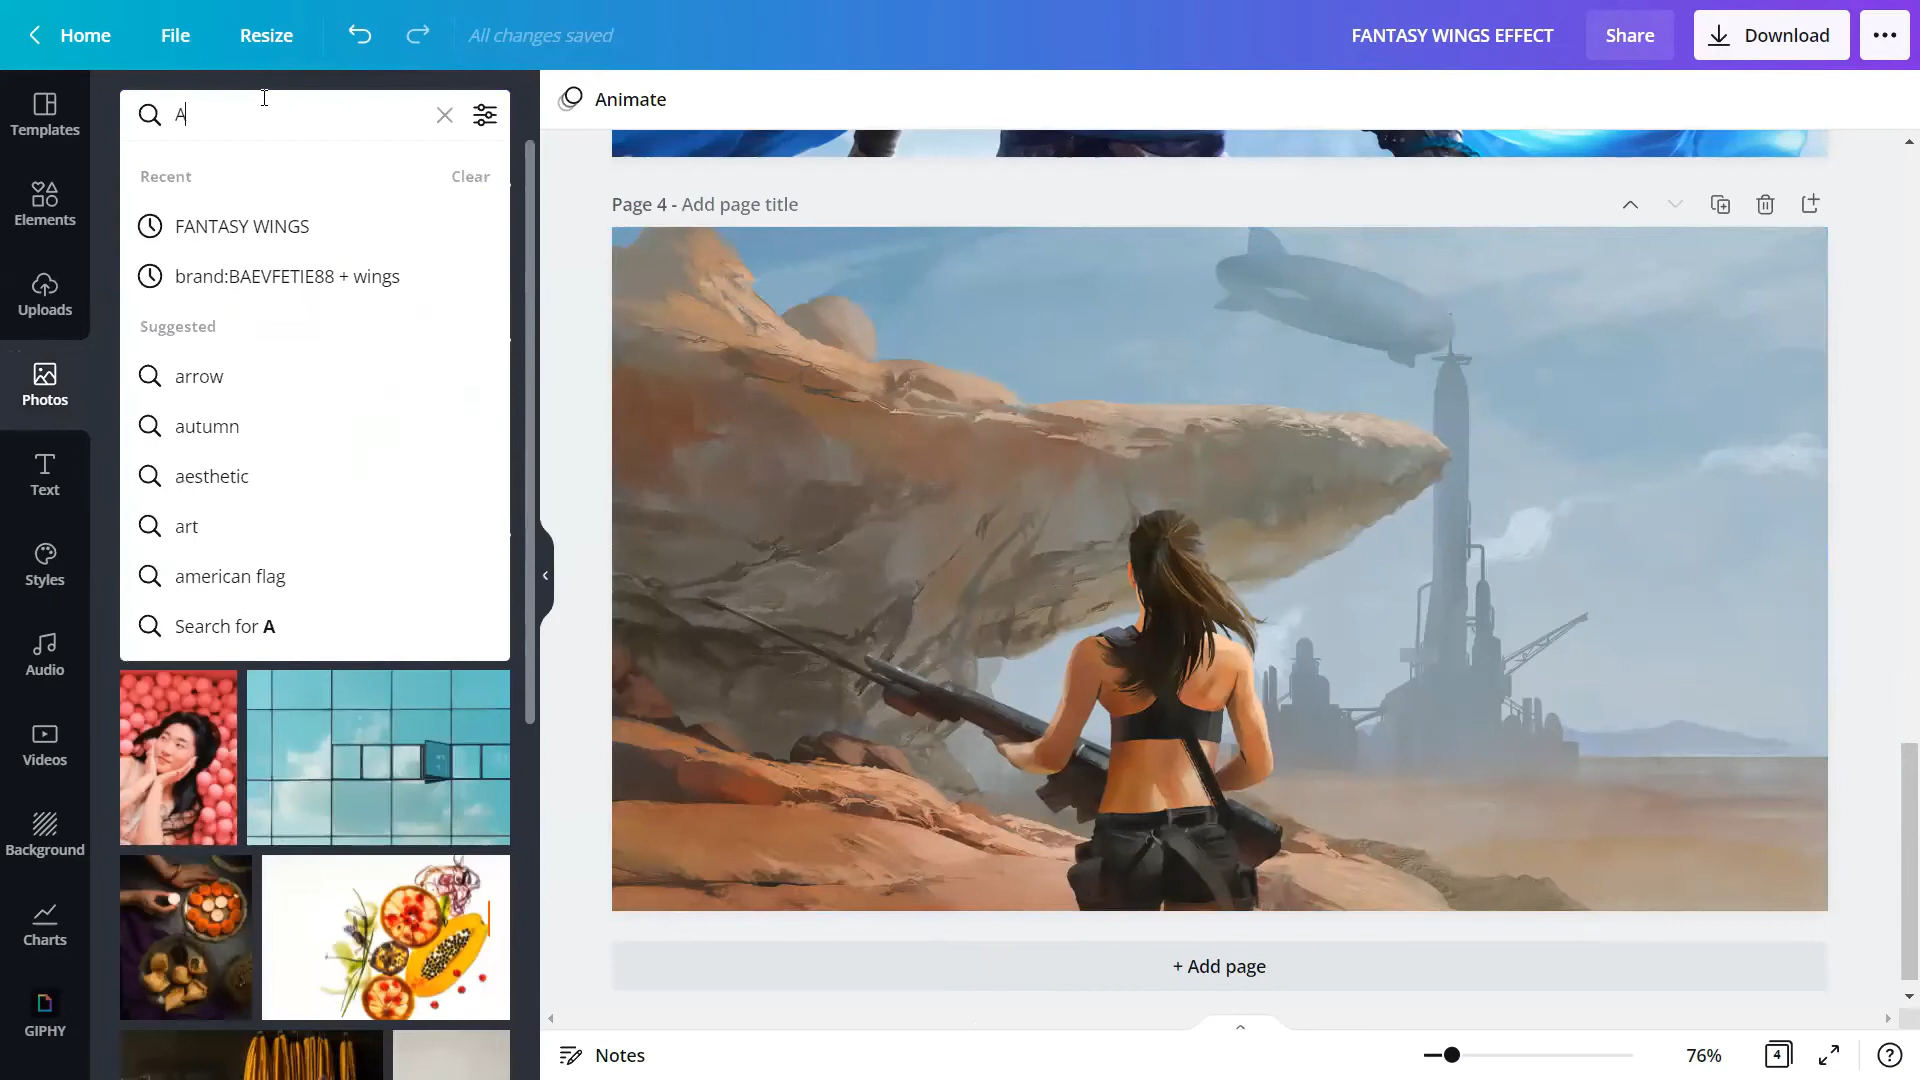 Home
File
Resize
All changes saved
FANTASY WINGS EFFECT
Share
Download
Templates
Elements
Uploads
Photos
Text
Styles
Audio
Videos
Background
Charts
GIPHY
A
Recent
Clear
FANTASY WINGS
brand:BAEVFETIE88 + wings
Suggested
arrow
autumn
aesthetic
art
american flag
Search for A
Animate
Page 4 - Add page title
+ Add page
Notes
76%
4